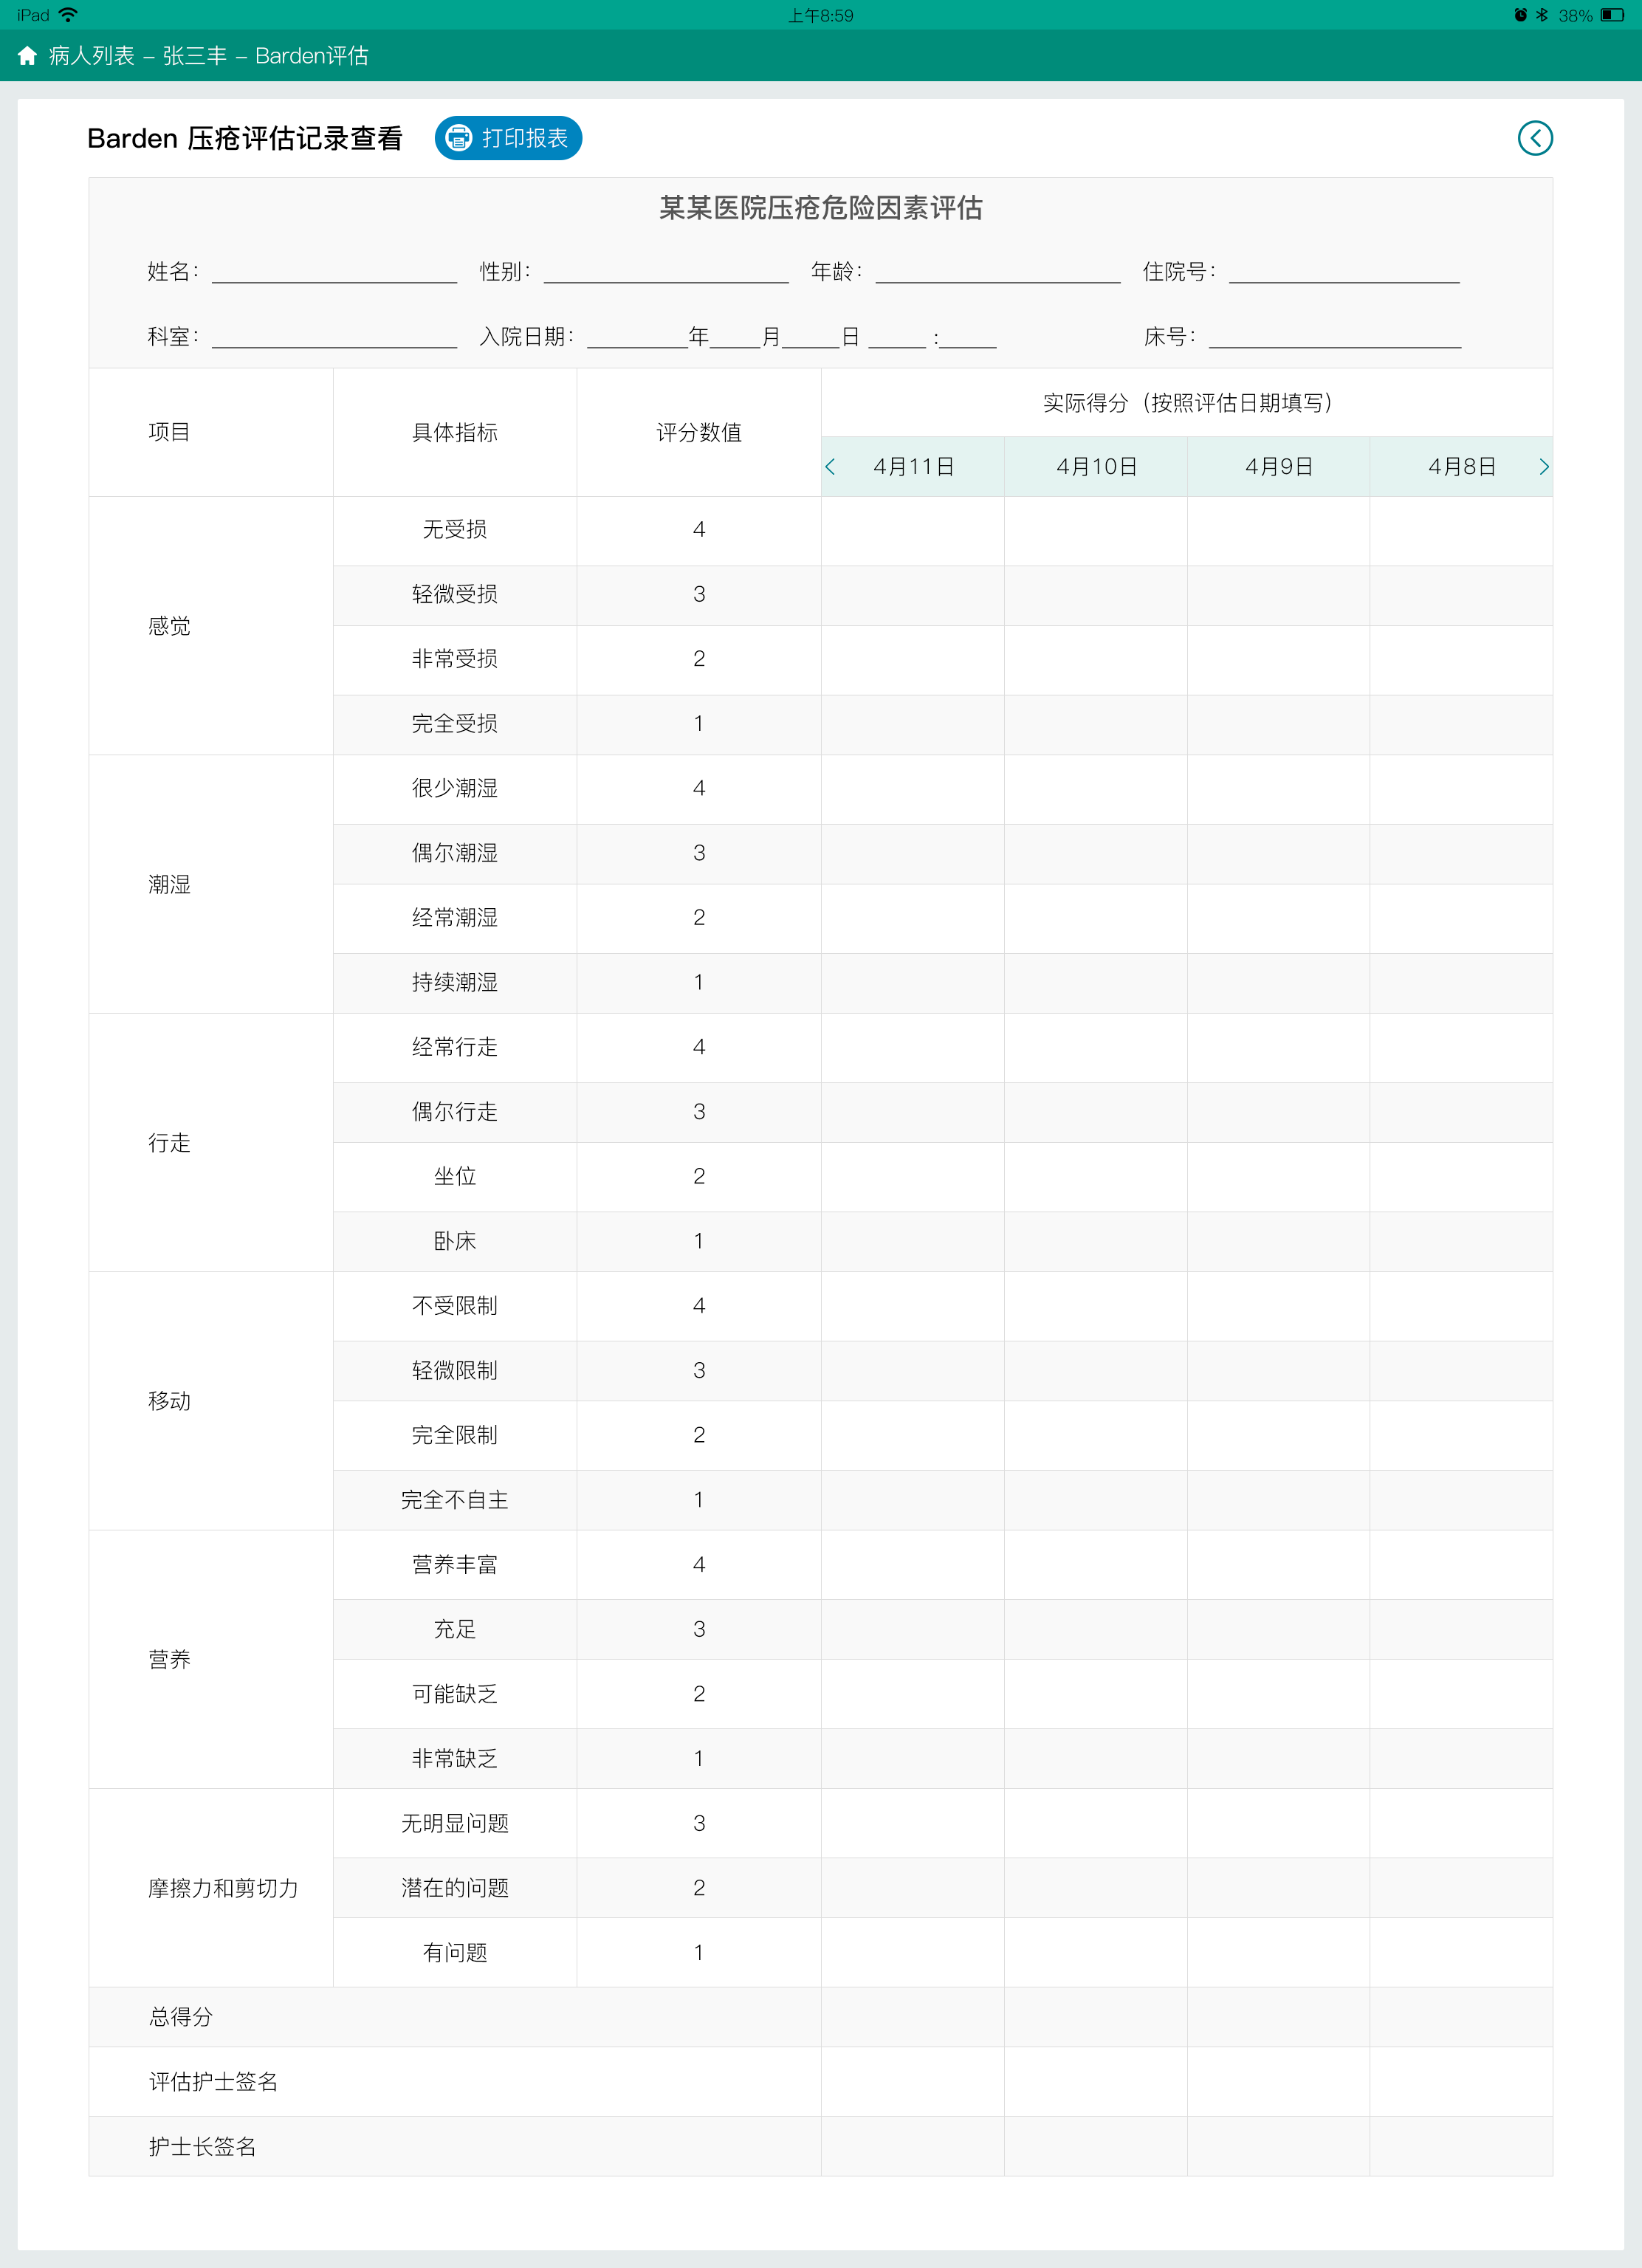 iPad 上午8:59 38%
病人列表 – 张三丰 – Barden评估
Barden 压疮评估记录查看 打印报表
某某医院压疮危险因素评估
姓名：__________ 性别：__________ 年龄：__________ 住院号：__________
科室：__________ 入院日期：_____年___月___日 ___:___ 床号：__________
项目 具体指标 评分数值 实际得分（按照评估日期填写）
4月11日 4月10日 4月9日 4月8日
感觉
无受损 4
轻微受损 3
非常受损 2
完全受损 1
潮湿
很少潮湿 4
偶尔潮湿 3
经常潮湿 2
持续潮湿 1
行走
经常行走 4
偶尔行走 3
坐位 2
卧床 1
移动
不受限制 4
轻微限制 3
完全限制 2
完全不自主 1
营养
营养丰富 4
充足 3
可能缺乏 2
非常缺乏 1
摩擦力和剪切力
无明显问题 3
潜在的问题 2
有问题 1
总得分
评估护士签名
护士长签名